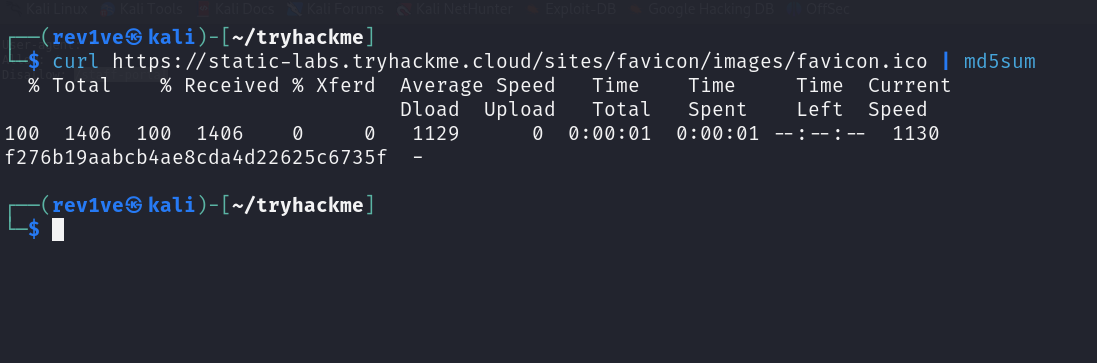 Kali Linux Kali Tools Kali Docs Kali Forums Kali NetHunter Exploit-DB Google Hacking DB OffSec
┌──(rev1ve㉿kali)-[~/tryhackme]
└─$ curl https://static-labs.tryhackme.cloud/sites/favicon/images/favicon.ico | md5sum
  % Total    % Received % Xferd  Average Speed   Time    Time     Time  Current
                                 Dload  Upload   Total   Spent    Left  Speed
100  1406  100  1406    0     0   1129      0  0:00:01  0:00:01 --:--:--  1130
f276b19aabcb4ae8cda4d22625c6735f  -
┌──(rev1ve㉿kali)-[~/tryhackme]
└─$